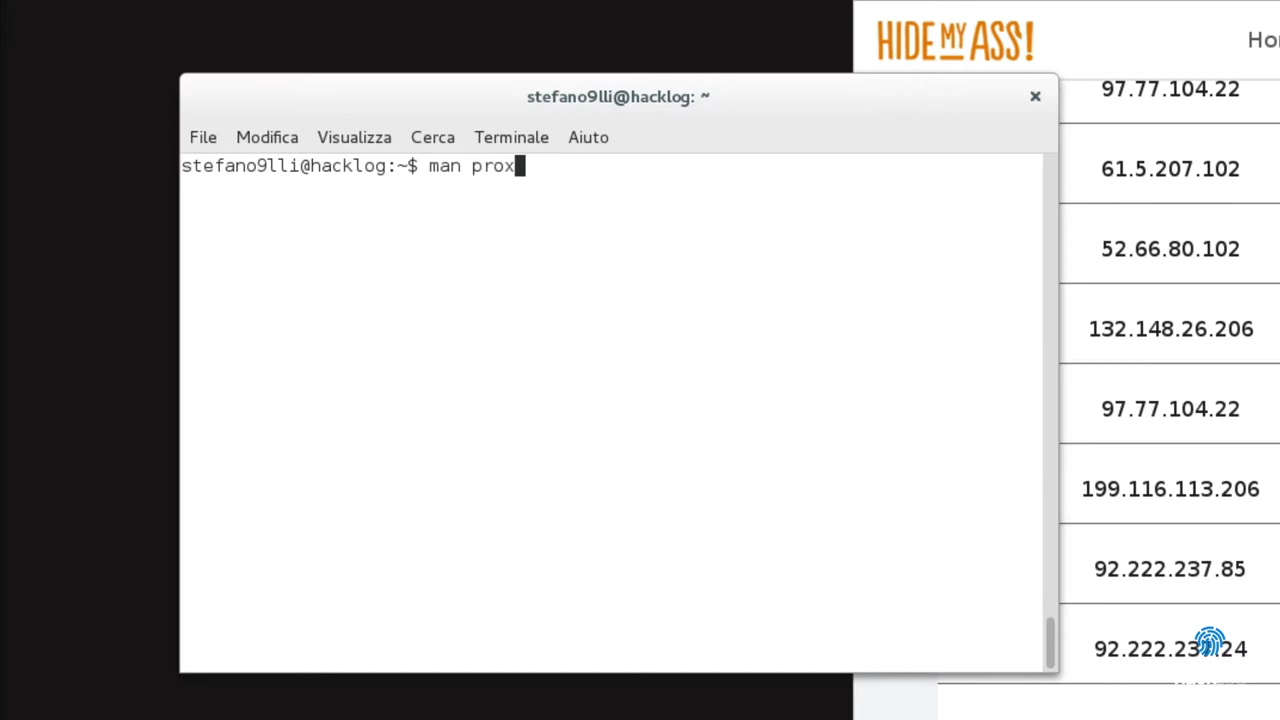 HIDE MY ASS!
stefano9lli@hacklog: ~
File Modifica Visualizza Cerca Terminale Aiuto
stefano9lli@hacklog:~$ man prox
97.77.104.22
61.5.207.102
52.66.80.102
132.148.26.206
97.77.104.22
199.116.113.206
92.222.237.85